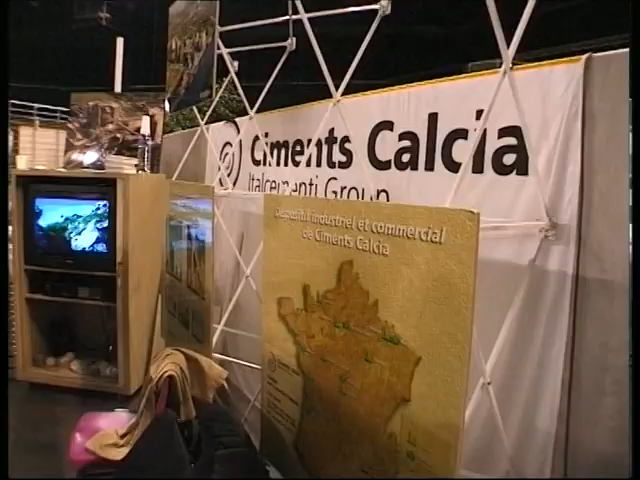 Ciments Calcia
Italcementi Group
Dispositif industriel et commercial
de Ciments Calcia